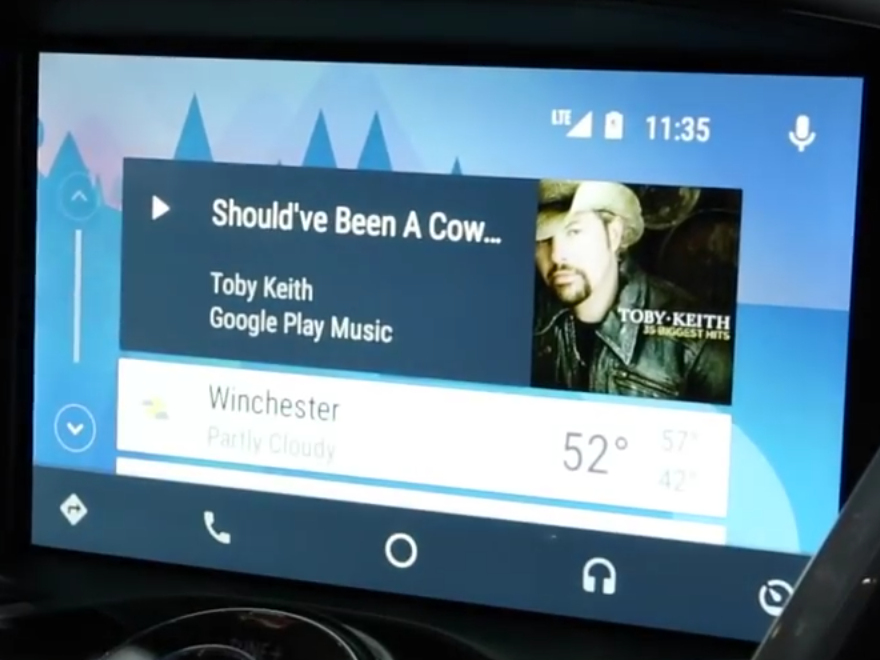 LTE 11:35
Should've Been A Cow...
Toby Keith
Google Play Music
TOBY·KEITH
35 BIGGEST HITS
Winchester
Partly Cloudy
52°
57°
42°